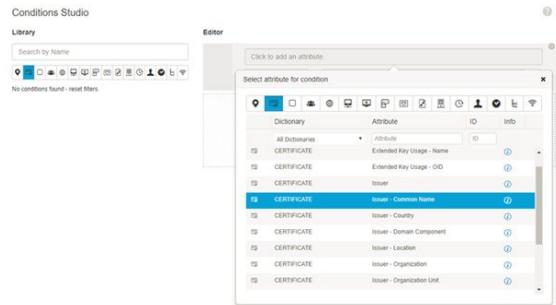 Conditions Studio
Library
Search by Name
No conditions found - reset filters.
Editor
Click to add an attribute
Select attribute for condition
Dictionary Attribute ID Info
All Dictionaries Attribute ID
CERTIFICATE Extended Key Usage - Name
CERTIFICATE Extended Key Usage - OID
CERTIFICATE Issuer
CERTIFICATE Issuer - Common Name
CERTIFICATE Issuer - Country
CERTIFICATE Issuer - Domain Component
CERTIFICATE Issuer - Location
CERTIFICATE Issuer - Organization
CERTIFICATE Issuer - Organization Unit